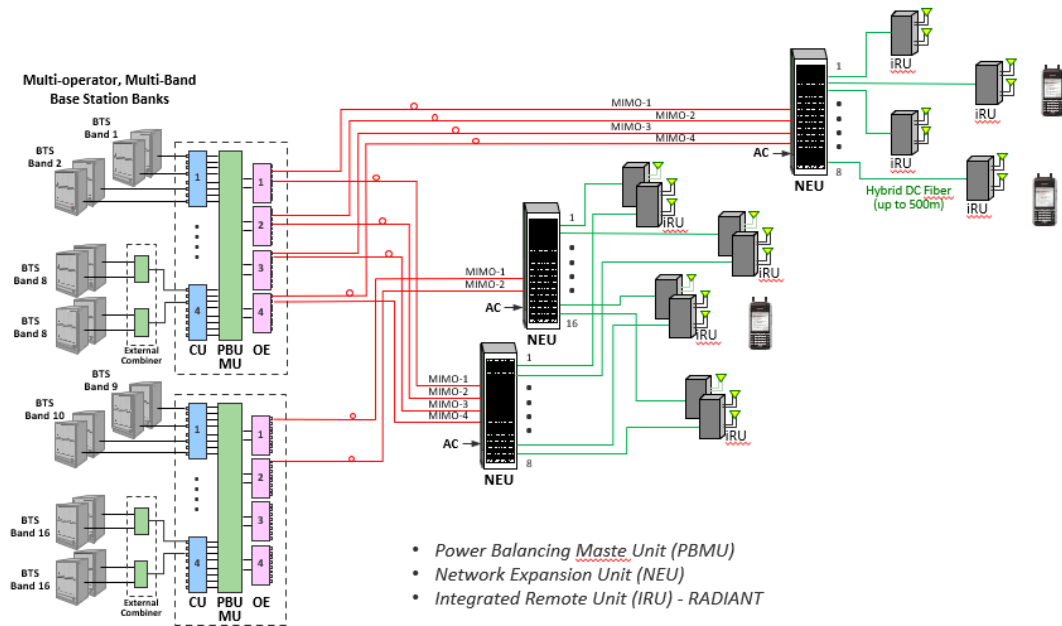 Multi-operator, Multi-Band
Base Station Banks
BTS
Band 1
BTS
Band 2
BTS
Band 8
BTS
Band 8
External
Combiner
1
4
CU
PBU
MU
1
2
3
4
OE
BTS
Band 9
BTS
Band 10
BTS
Band 16
BTS
Band 16
External
Combiner
1
4
CU
PBU
MU
1
2
3
4
OE
MIMO-1
MIMO-2
MIMO-3
MIMO-4
AC
NEU
1
8
iRU
iRU
iRU
iRU
Hybrid DC Fiber
(up to 500m)
MIMO-1
MIMO-2
AC
NEU
1
16
iRU
iRU
iRU
iRU
MIMO-1
MIMO-2
MIMO-3
MIMO-4
AC
NEU
1
8
• Power Balancing Maste Unit (PBMU)
• Network Expansion Unit (NEU)
• Integrated Remote Unit (IRU) - RADIANT